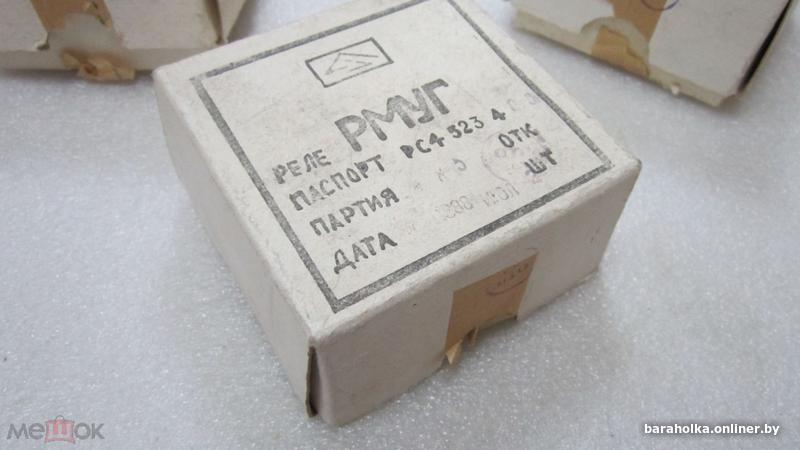 РЕЛЕ РМУГ
ПАСПОРТ РС4 523 4
ПАРТИЯ ОТК
ДАТА ШТ
мешок
baraholka.onliner.by